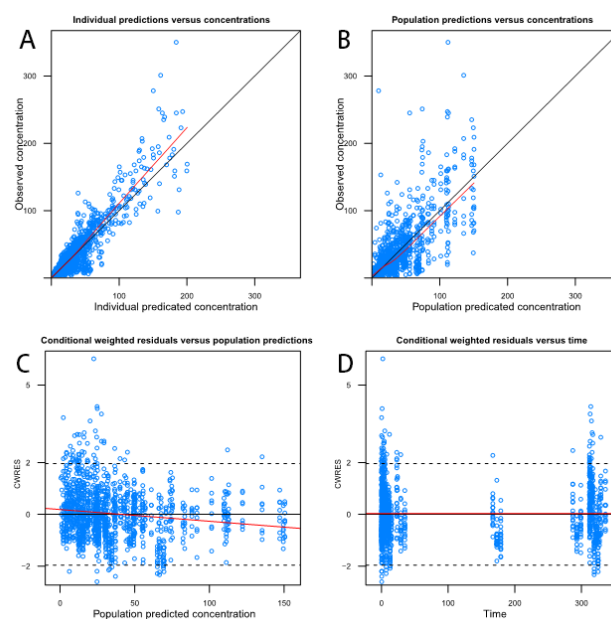 A
Individual predictions versus concentrations
Observed concentration
300
200
100
100
200
300
Individual predicated concentration
B
Population predictions versus concentrations
Observed concentration
300
200
100
100
200
300
Population predicated concentration
C
Conditional weighted residuals versus population predictions
CWRES
5
2
0
−2
0
50
100
150
Population predicted concentration
D
Conditional weighted residuals versus time
CWRES
5
2
0
−2
0
100
200
300
Time